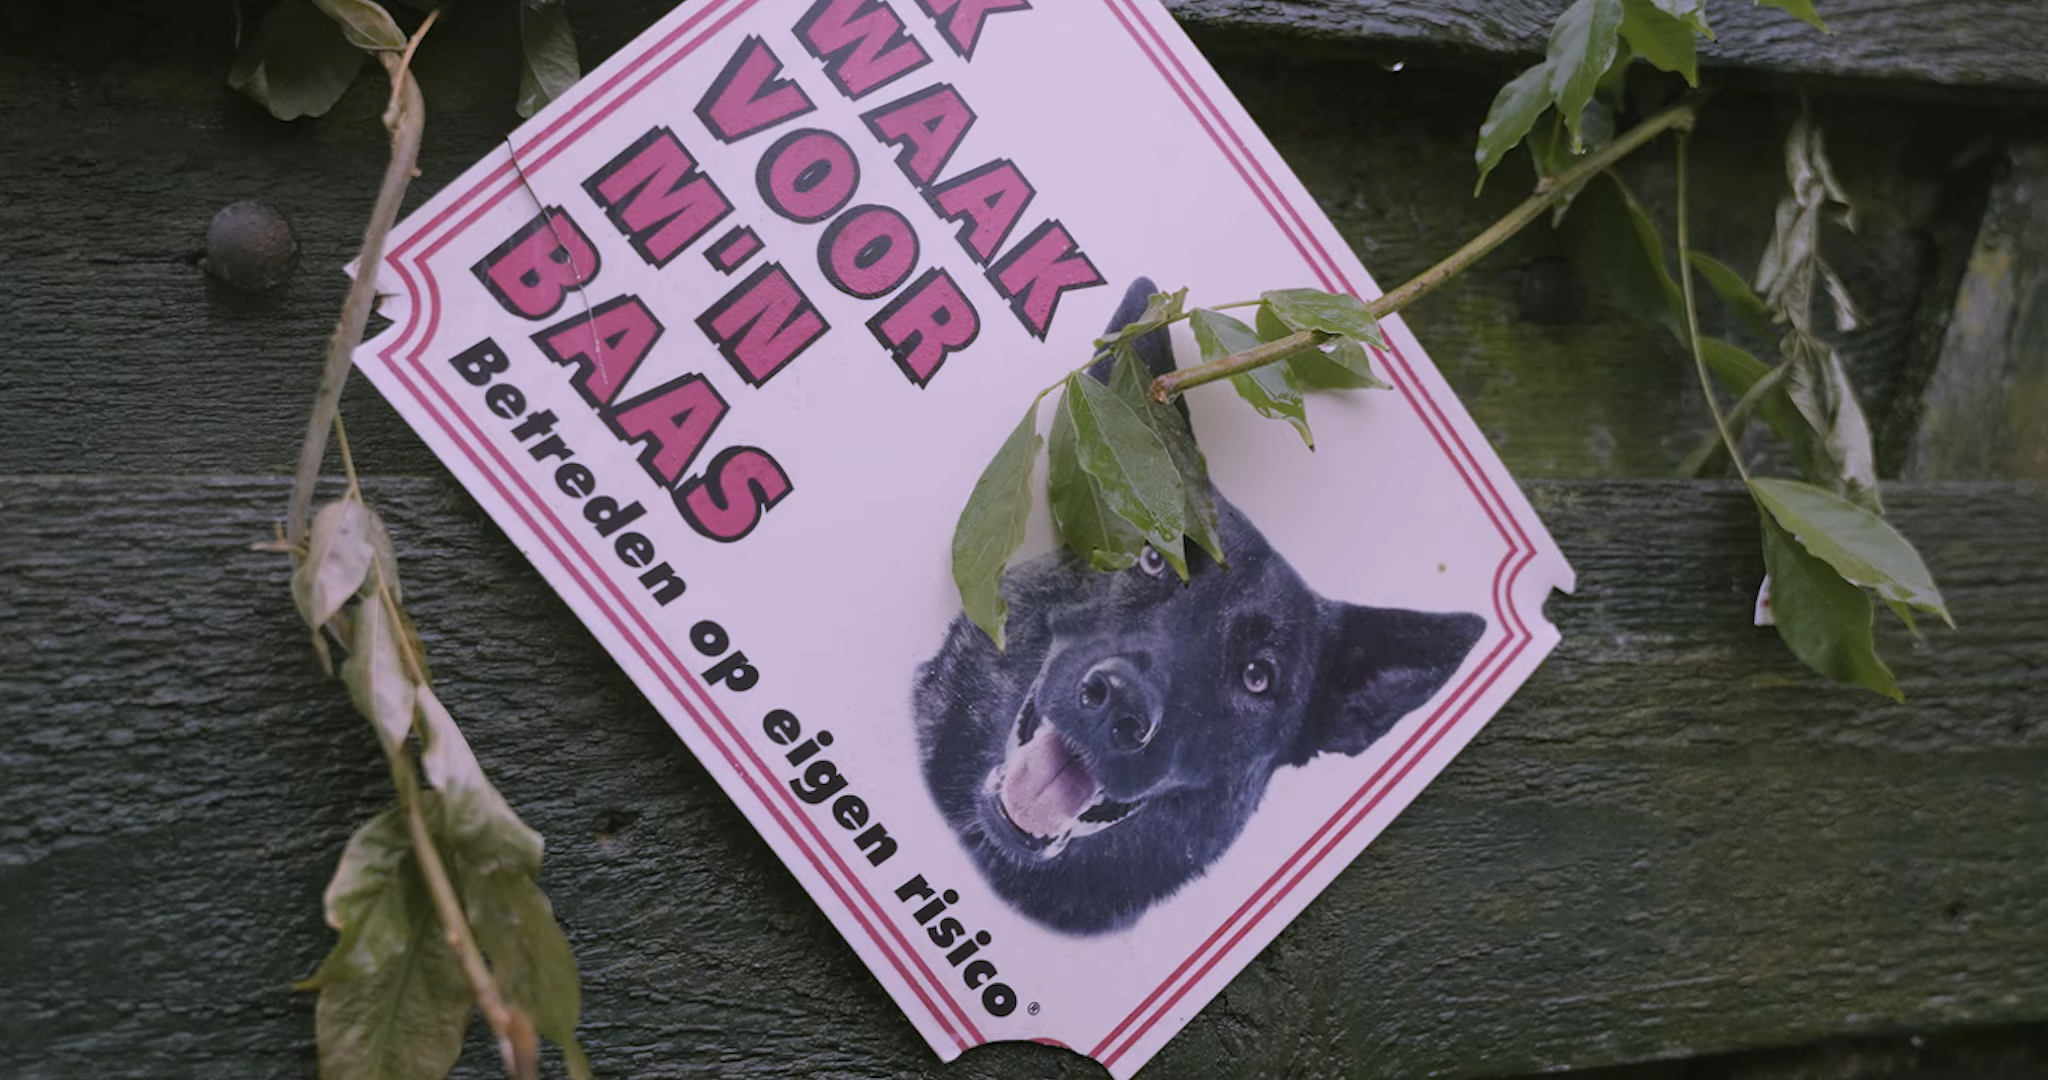 K
WAAK
VOOR
M'N
BAAS
Betreden op eigen risico®